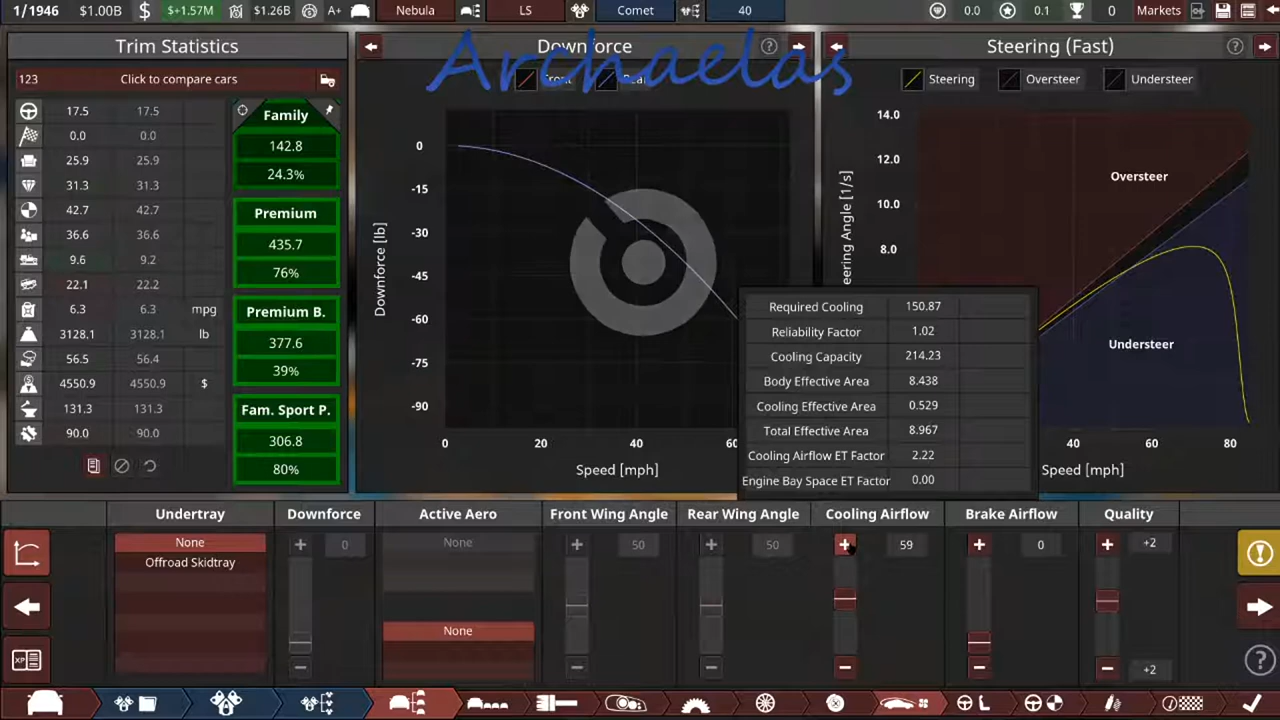 1/1946 $ $+1.57M $1.26B A+ Nebula LS Comet 40 0.0 0.1 0 Markets
$1.00B
Trim Statistics
123 Click to compare cars
17.5 17.5
0.0 0.0
25.9 25.9
31.3 31.3
42.7 42.7
36.6 36.6
9.6 9.2
22.1 22.2
6.3 6.3 mpg
3128.1 3128.1 lb
56.5 56.4
4550.9 4550.9 $
131.3 131.3
90.0 90.0
Family
142.8
24.3%
Premium
435.7
76%
Premium B.
377.6
39%
Fam. Sport P.
306.8
80%
Downforce ?
Archaelas
Downforce [lb]
0
-15
-30
-45
-60
-75
-90
0 20 40 60
Speed [mph]
Steering (Fast) ?
Steering Oversteer Understeer
14.0
12.0
10.0
8.0
Steering Angle [1/s]
Oversteer
Understeer
40 60 80
Speed [mph]
Required Cooling 150.87
Reliability Factor 1.02
Cooling Capacity 214.23
Body Effective Area 8.438
Cooling Effective Area 0.529
Total Effective Area 8.967
Cooling Airflow ET Factor 2.22
Engine Bay Space ET Factor 0.00
Undertray Downforce Active Aero Front Wing Angle Rear Wing Angle Cooling Airflow Brake Airflow Quality
None
Offroad Skidtray
0
None
None
50
50
59
0
+2
+2
XP